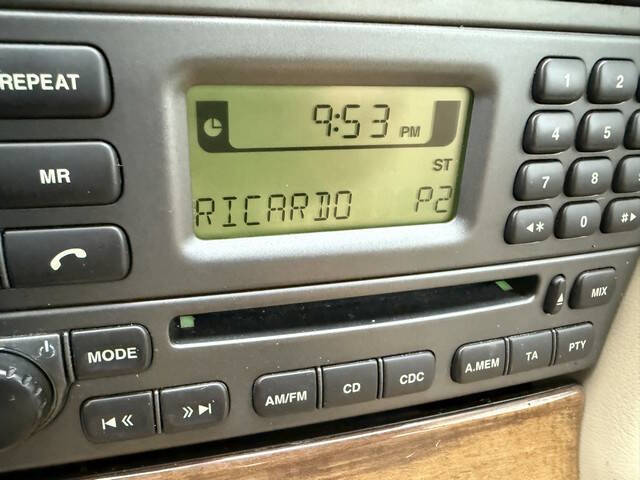 REPEAT
9:53 PM
1 2
4 5
MR
ST
7 8
RICARDO P2
* 0 #
MIX
MODE
A.MEM TA PTY
AM/FM CD CDC